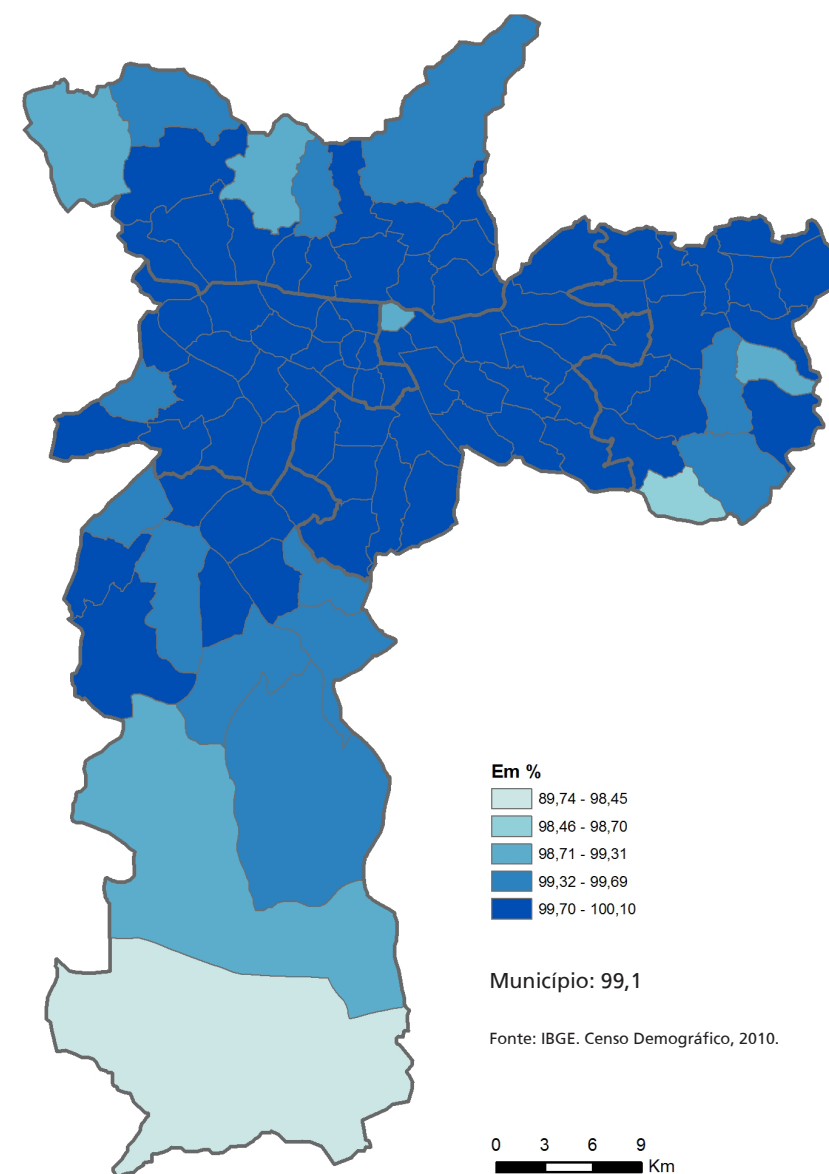 Em %
89,74 - 98,45
98,46 - 98,70
98,71 - 99,31
99,32 - 99,69
99,70 - 100,10
Município: 99,1
Fonte: IBGE. Censo Demográfico, 2010.
0 3 6 9
Km